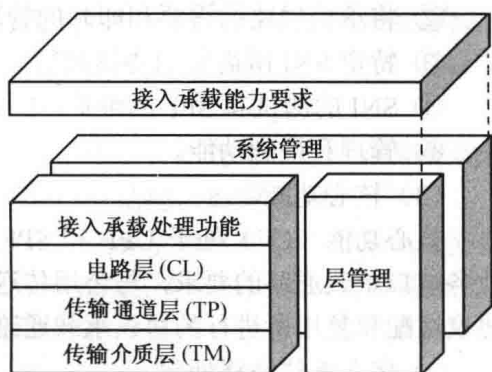 接入承载能力要求
系统管理
接入承载处理功能
电路层 (CL)
传输通道层 (TP)
传输介质层 (TM)
层管理